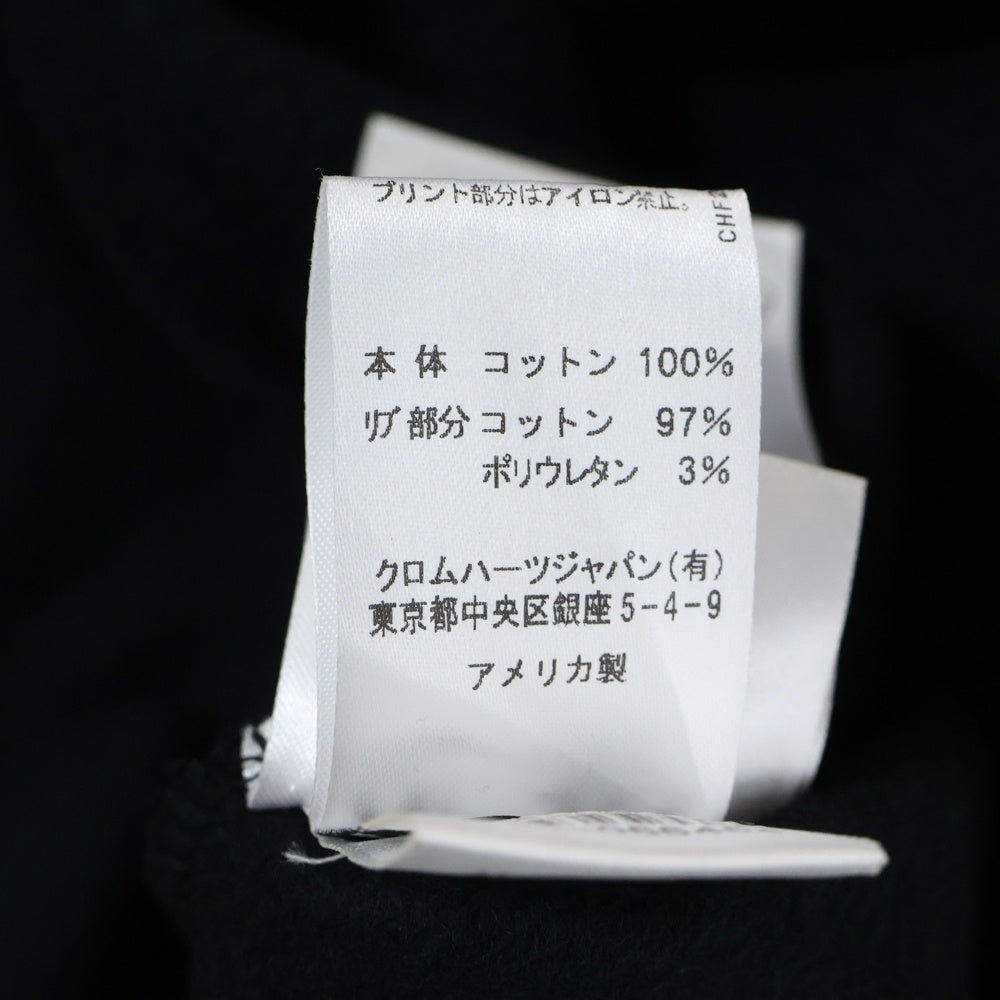 プリント部分はアイロン禁止。
本体 コットン 100%
リブ部分 コットン 97%
ポリウレタン 3%
クロムハーツジャパン(有)
東京都中央区銀座5-4-9
アメリカ製